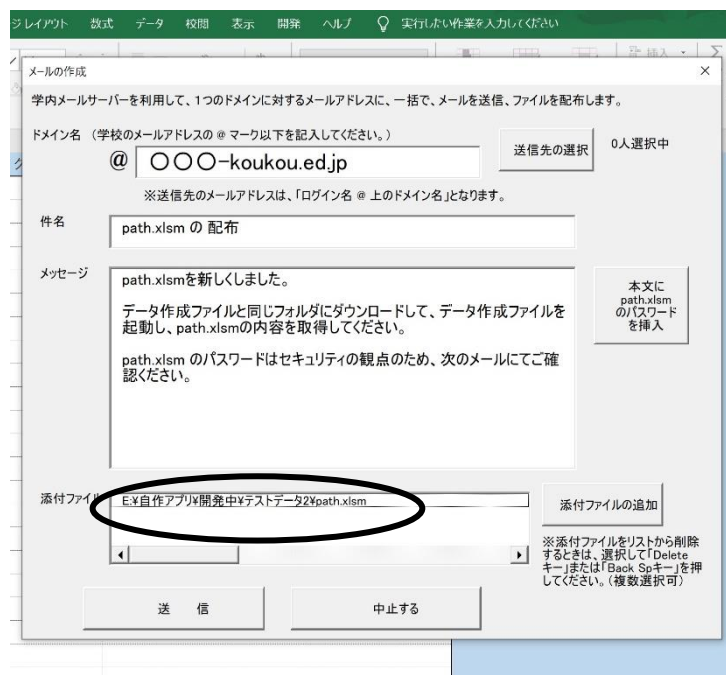 ジ レイアウト 数式 データ 校閲 表示 開発 ヘルプ 実行したい作業を入力してください
挿入
メールの作成
学内メールサーバーを利用して、1つのドメインに対するメールアドレスに、一括で、メールを送信、ファイルを配布します。
ドメイン名 (学校のメールアドレスの @ マーク以下を記入してください。)
送信先の選択 0人選択中
@ 〇〇〇-koukou.ed.jp
※送信先のメールアドレスは、「ログイン名 @ 上のドメイン名」となります。
件名 path.xlsm の 配布
メッセージ path.xlsmを新しくしました。
データ作成ファイルと同じフォルダにダウンロードして、データ作成ファイルを
起動し、path.xlsmの内容を取得してください。
path.xlsm のパスワードはセキュリティの観点のため、次のメールにてご確
認ください。
本文に
path.xlsm
のパスワード
を挿入
添付ファイル E:¥自作アプリ¥開発中¥テストデータ2¥path.xlsm
添付ファイルの追加
※添付ファイルをリストから削除
するときは、選択して「Delete
キー」または「Back Spキー」を押
してください。(複数選択可)
送 信 中止する